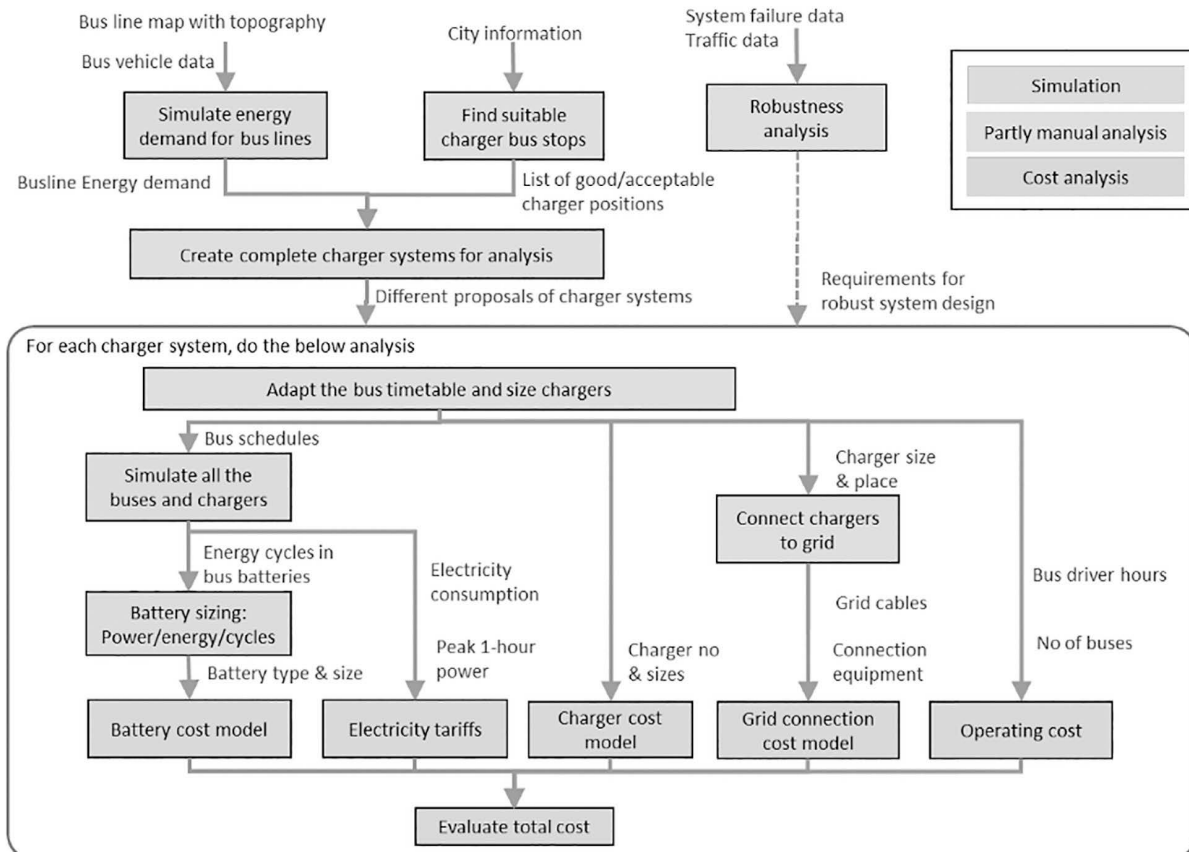 Bus line map with topography
Bus vehicle data
City information
System failure data
Traffic data
Simulate energy
demand for bus lines
Find suitable
charger bus stops
Robustness
analysis
Simulation
Partly manual analysis
Cost analysis
Busline Energy demand
List of good/acceptable
charger positions
Create complete charger systems for analysis
Different proposals of charger systems
Requirements for
robust system design
For each charger system, do the below analysis
Adapt the bus timetable and size chargers
Bus schedules
Simulate all the
buses and chargers
Charger size
& place
Connect chargers
to grid
Energy cycles in
bus batteries
Electricity
consumption
Bus driver hours
Battery sizing:
Power/energy/cycles
Grid cables
Battery type & size
Peak 1-hour
power
Charger no
& sizes
Connection
equipment
No of buses
Battery cost model
Electricity tariffs
Charger cost
model
Grid connection
cost model
Operating cost
Evaluate total cost